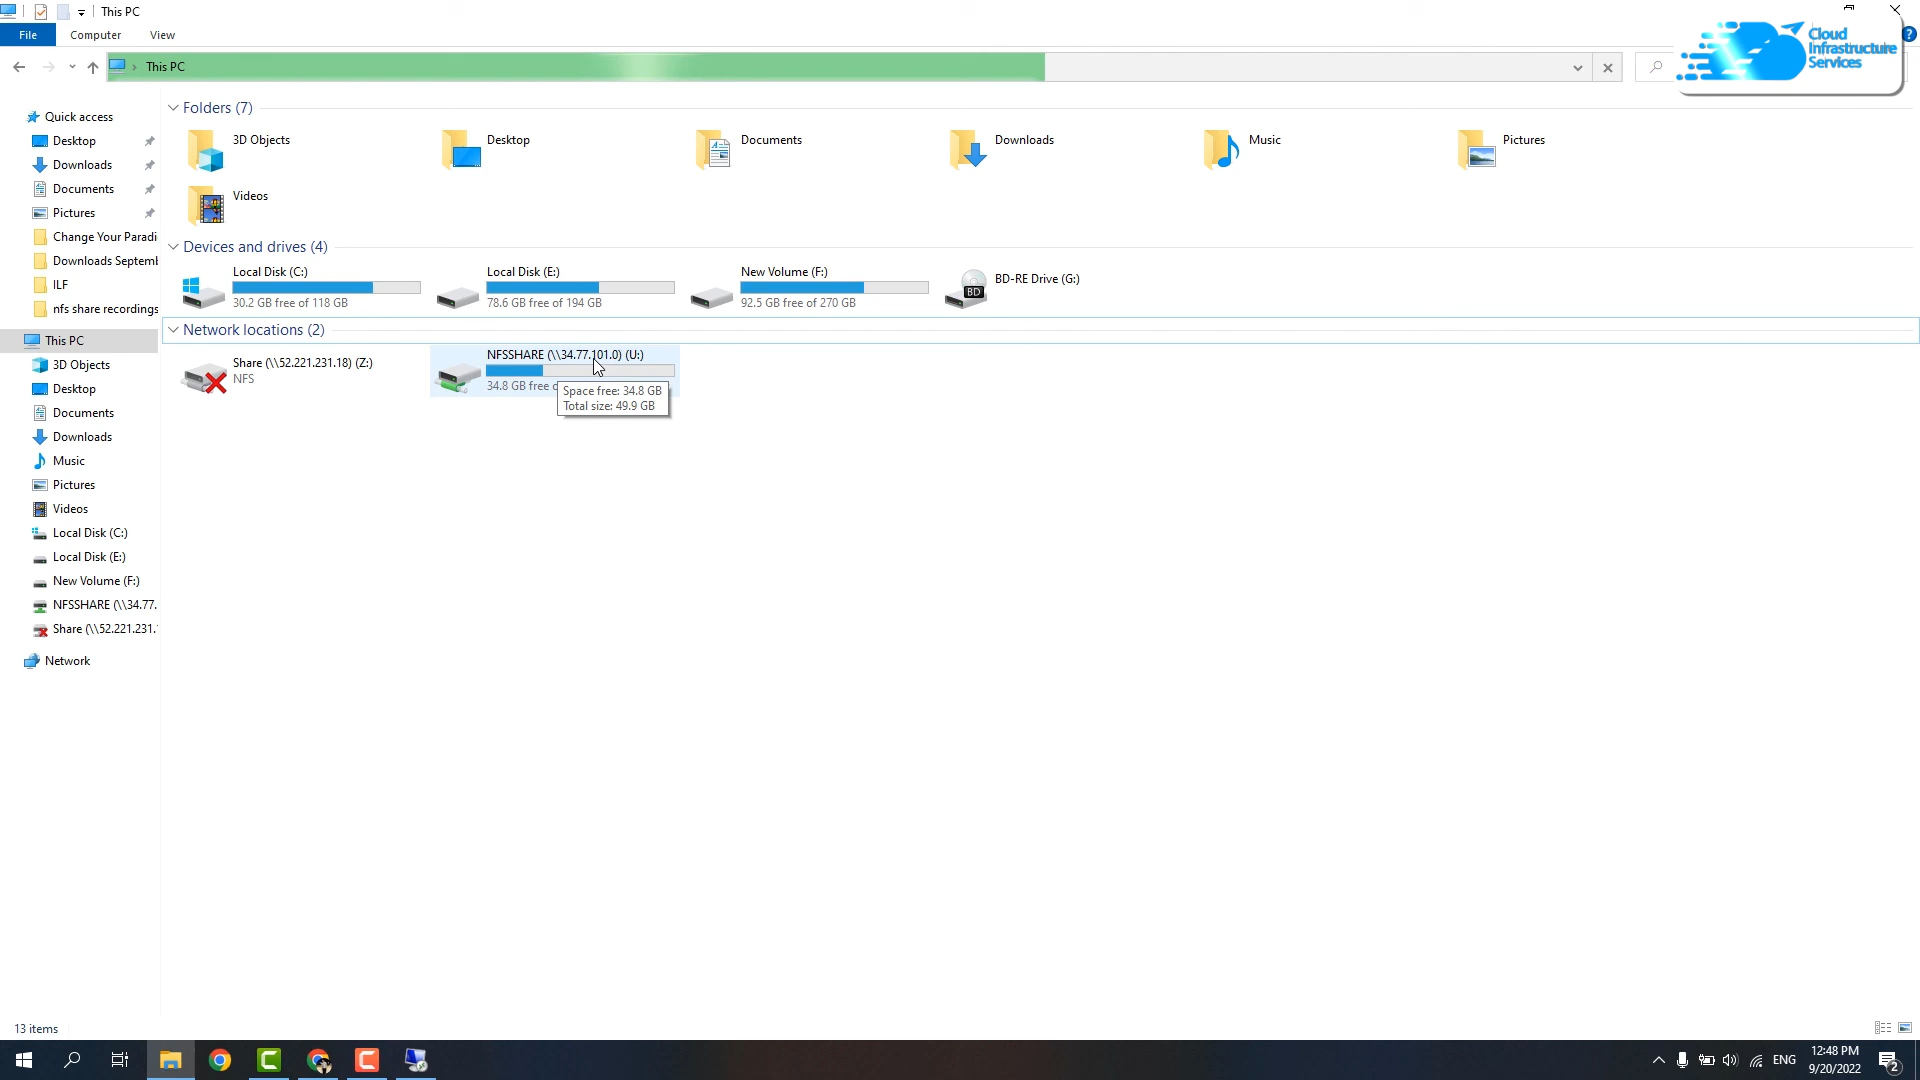 This PC
File
Computer
View
This PC
Cloud
Infrastructure
Services
?
Quick access
Desktop
Downloads
Documents
Pictures
Change Your Paradi
Downloads Septemb
ILF
nfs share recordings
This PC
3D Objects
Desktop
Documents
Downloads
Music
Pictures
Videos
Local Disk (C:)
Local Disk (E:)
New Volume (F:)
NFSSHARE (\\34.77.
Share (\\52.221.231.
Network
Folders (7)
3D Objects
Desktop
Documents
Downloads
Music
Pictures
Videos
Devices and drives (4)
Local Disk (C:)
30.2 GB free of 118 GB
Local Disk (E:)
78.6 GB free of 194 GB
New Volume (F:)
92.5 GB free of 270 GB
BD
BD-RE Drive (G:)
Network locations (2)
Share (\\52.221.231.18) (Z:)
NFS
NFSSHARE (\\34.77.101.0) (U:)
34.8 GB free
Space free: 34.8 GB
Total size: 49.9 GB
13 items
ENG
12:48 PM
9/20/2022
2